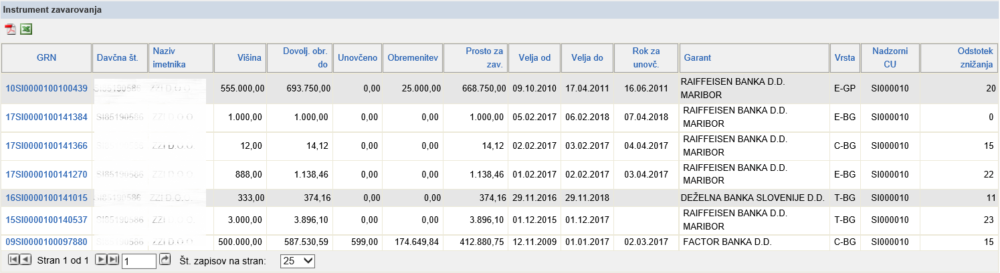 Instrument zavarovanja
GRN Davčna št. Naziv imetnika Višina Dovolj. obr. do Unovčeno Obremenitev Prosto za zav. Velja od Velja do Rok za unovč. Garant Vrsta Nadzorni CU Odstotek znižanja
10SI0000100100439 555.000,00 693.750,00 0,00 25.000,00 668.750,00 09.10.2010 17.04.2011 16.06.2011 RAIFFEISEN BANKA D.D. MARIBOR E-GP SI000010 20
17SI0000100141384 SI85190586 ZZI D.O.O. 1.000,00 1.000,00 0,00 0,00 1.000,00 05.02.2017 06.02.2018 07.04.2018 RAIFFEISEN BANKA D.D. MARIBOR E-BG SI000010 0
17SI0000100141366 ZZI D.O.O. 12,00 14,12 0,00 0,00 14,12 02.02.2017 03.02.2017 04.04.2017 RAIFFEISEN BANKA D.D. MARIBOR C-BG SI000010 15
17SI0000100141270 SI85190586 ZZI D.O.O. 888,00 1.138,46 0,00 0,00 1.138,46 01.02.2017 02.02.2017 03.04.2017 RAIFFEISEN BANKA D.D. MARIBOR E-BG SI000010 22
16SI0000100141015 ZZI D.O.O. 333,00 374,16 0,00 0,00 374,16 29.11.2016 29.11.2018 DEŽELNA BANKA SLOVENIJE D.D. T-BG SI000010 11
15SI0000100140537 SI85190586 ZZI D.O.O. 3.000,00 3.896,10 0,00 0,00 3.896,10 01.12.2015 01.12.2017 RAIFFEISEN BANKA D.D. MARIBOR T-BG SI000010 23
09SI0000100097880 SI85190586 ZZI D.O.O. 500.000,00 587.530,59 599,00 174.649,84 412.880,75 12.11.2009 01.01.2017 02.03.2017 FACTOR BANKA D.D. C-BG SI000010 15
Stran 1 od 1 1 Št. zapisov na stran: 25